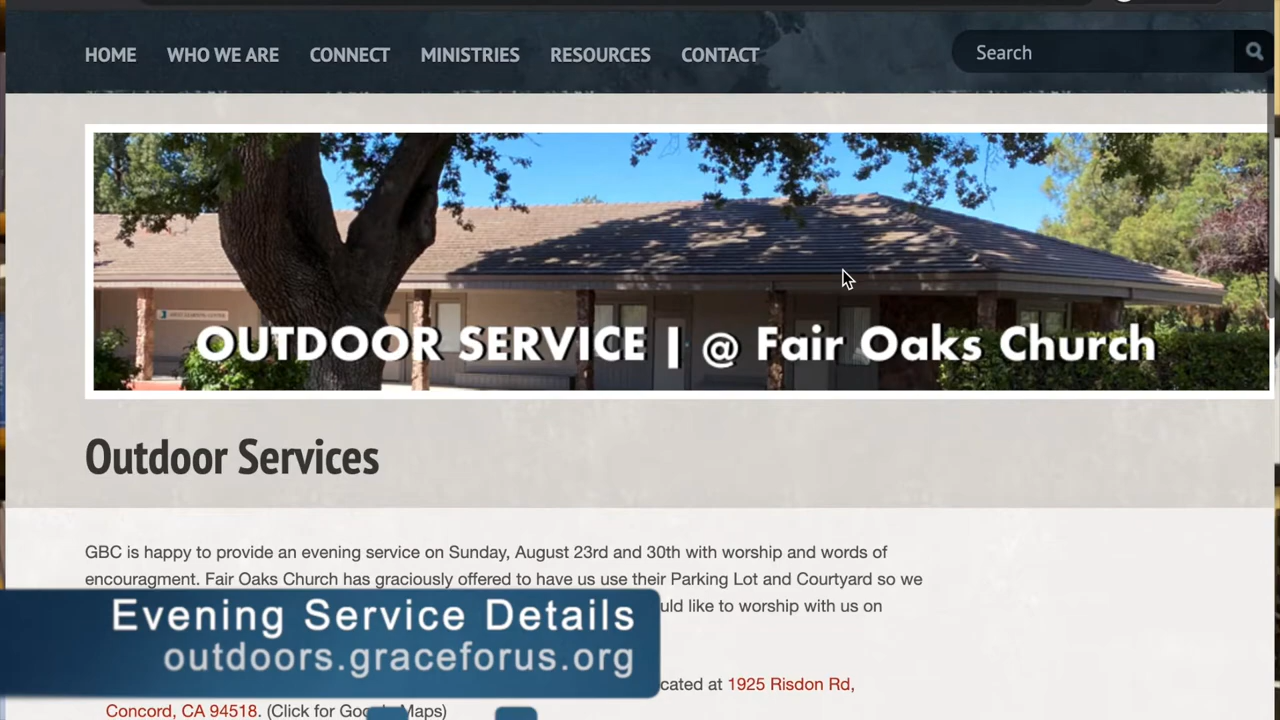 HOME WHO WE ARE CONNECT MINISTRIES RESOURCES CONTACT Search
OUTDOOR SERVICE | @ Fair Oaks Church
Outdoor Services
GBC is happy to provide an evening service on Sunday, August 23rd and 30th with worship and words of
encouragment. Fair Oaks Church has graciously offered to have us use their Parking Lot and Courtyard so we
uld like to worship with us on
Evening Service Details
outdoors.graceforus.org
cated at 1925 Risdon Rd,
Concord, CA 94518. (Click for Goo Maps)